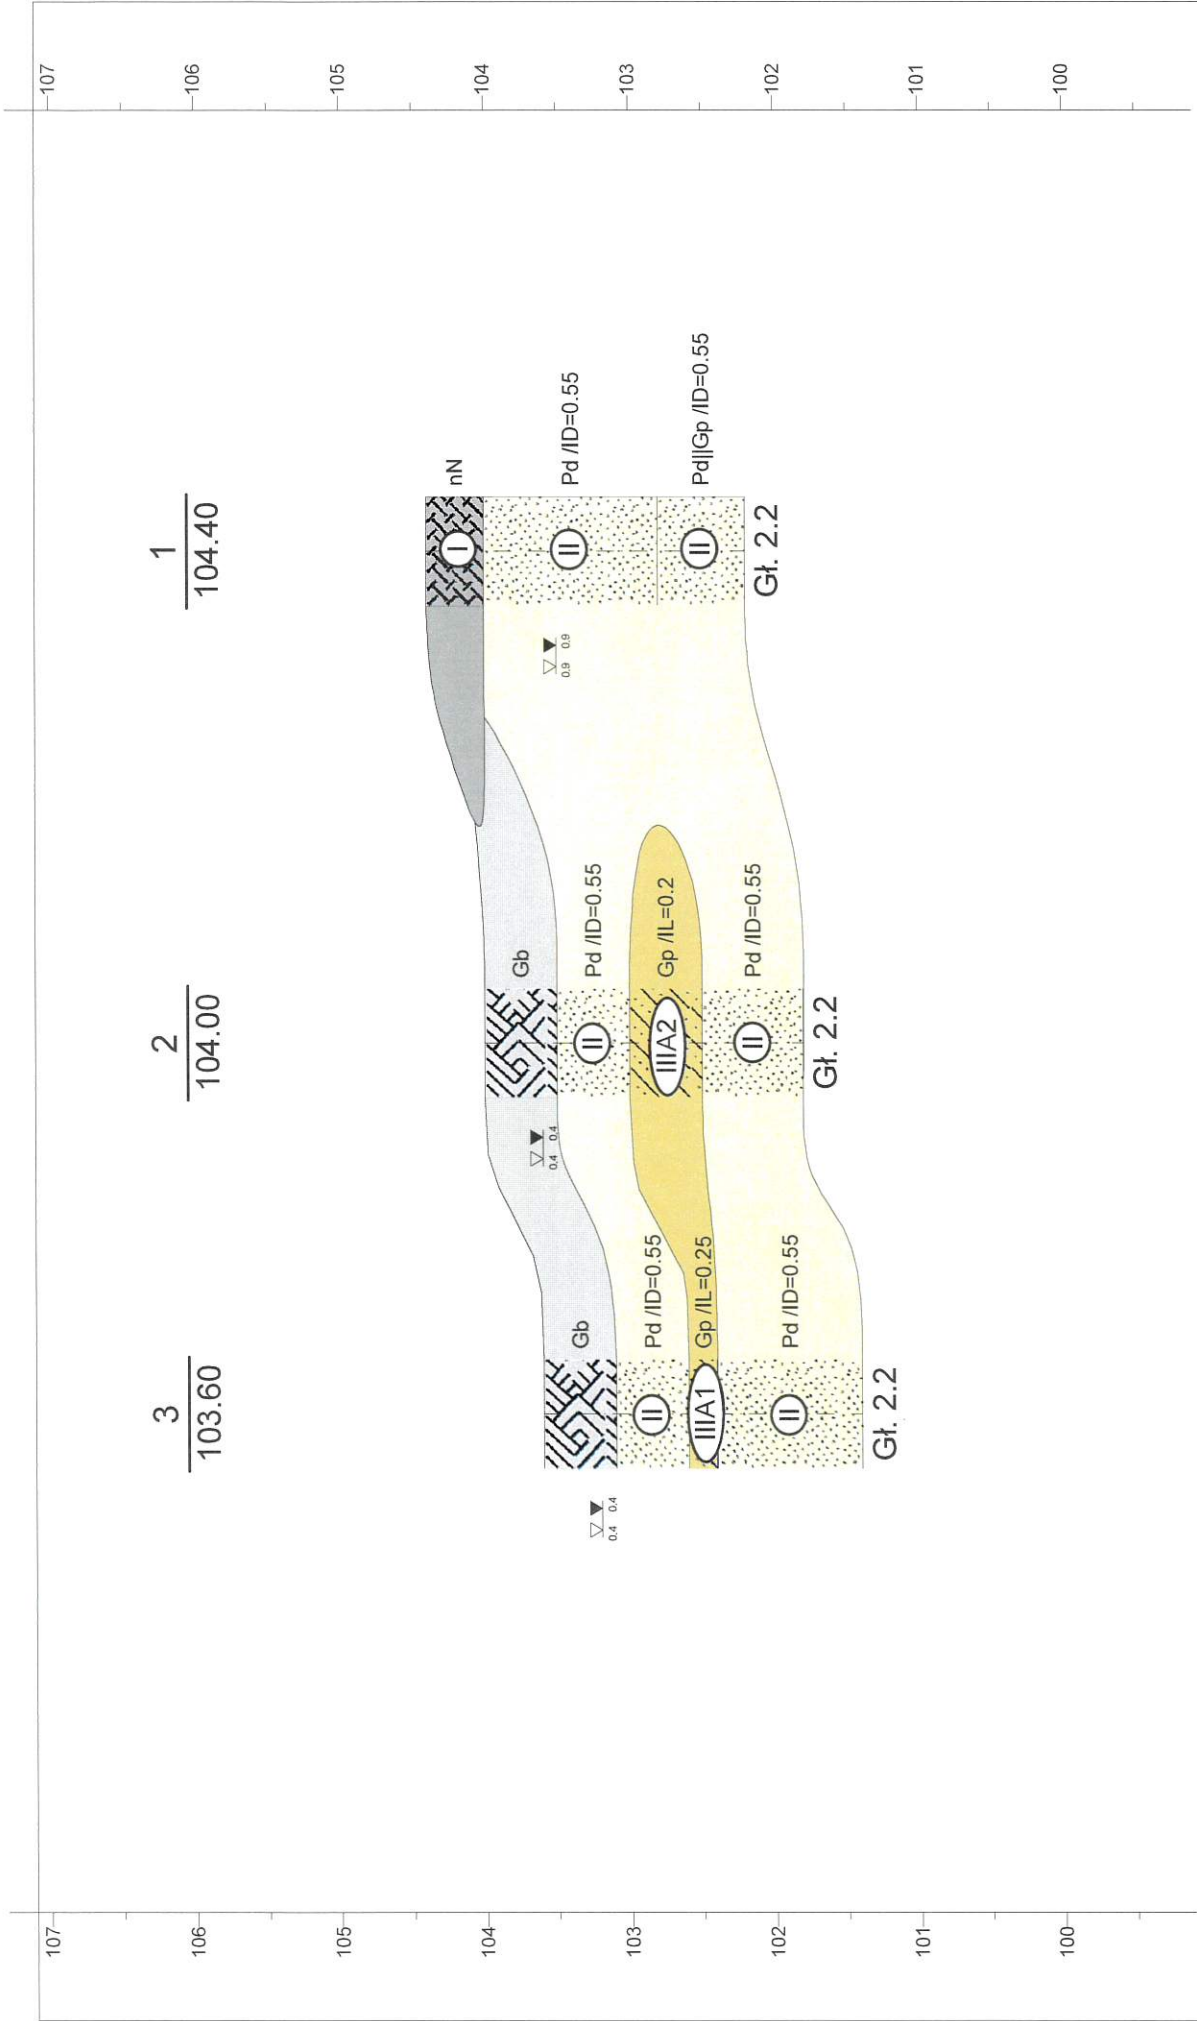 3
103.60
2
104.00
1
104.40
107
106
105
104
103
102
101
100
Gb
Pd /ID=0.55
Gp /IL=0.25
Pd /ID=0.55
II
IIIA1
II
Gł. 2.2
0.4 0.4
Gb
Pd /ID=0.55
Gp /IL=0.2
Pd /ID=0.55
II
IIIA2
II
Gł. 2.2
0.4 0.4
nN
Pd /ID=0.55
Pd||Gp /ID=0.55
I
II
II
Gł. 2.2
0.9 0.9
107
106
105
104
103
102
101
100